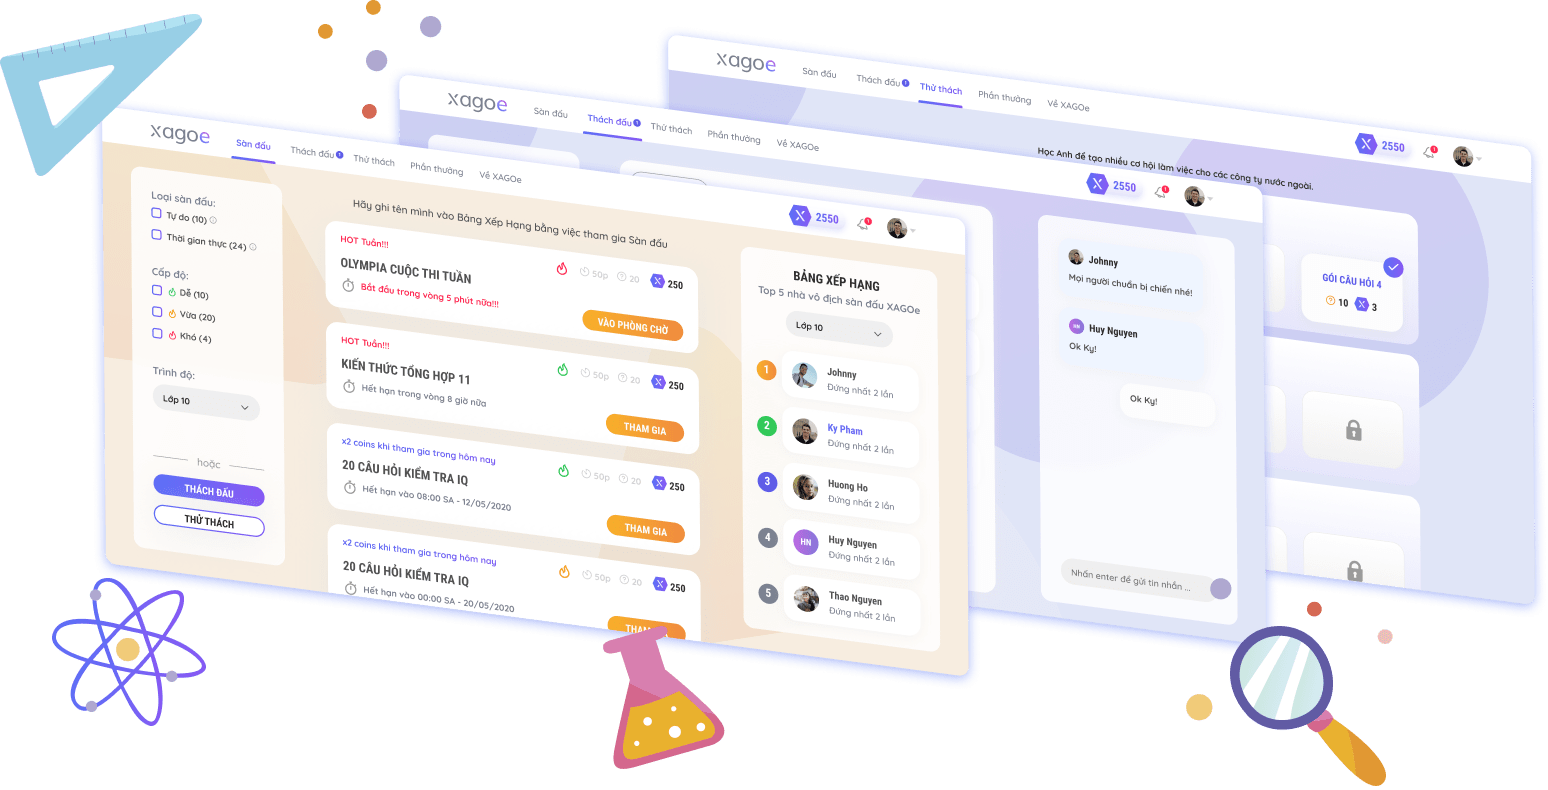 xagoe
Sàn đấu
Thách đấu
1
Thử thách
Phần thưởng
Về XAGOe
X 2550
1
Loại sàn đấu:
Tự do (10)
Thời gian thực (24)
Cấp độ:
Dễ (10)
Vừa (20)
Khó (4)
Trình độ:
Lớp 10
hoặc
THÁCH ĐẤU
THỬ THÁCH
Hãy ghi tên mình vào Bảng Xếp Hạng bằng việc tham gia Sàn đấu
HOT Tuần!!!
OLYMPIA CUỘC THI TUẦN
50p
? 20
X 250
Bắt đầu trong vòng 5 phút nữa!!!
VÀO PHÒNG CHỜ
HOT Tuần!!!
KIẾN THỨC TỔNG HỢP 11
50p
? 20
X 250
Hết hạn trong vòng 8 giờ nữa
THAM GIA
x2 coins khi tham gia trong hôm nay
20 CÂU HỎI KIỂM TRA IQ
50p
? 20
X 250
Hết hạn vào 08:00 SA - 12/05/2020
THAM GIA
x2 coins khi tham gia trong hôm nay
20 CÂU HỎI KIỂM TRA IQ
50p
? 20
X 250
Hết hạn vào 00:00 SA - 20/05/2020
THAM GIA
BẢNG XẾP HẠNG
Top 5 nhà vô địch sàn đấu XAGOe
Lớp 10
1
Johnny
Đứng nhất 2 lần
2
Ky Pham
Đứng nhất 2 lần
3
Huong Ho
Đứng nhất 2 lần
4
HN
Huy Nguyen
Đứng nhất 2 lần
5
Thao Nguyen
Đứng nhất 2 lần
xagoe
Sàn đấu
Thách đấu
1
Thử thách
Phần thưởng
Về XAGOe
X 2550
1
Johnny
Mọi người chuẩn bị chiến nhé!
HN
Huy Nguyen
Ok Ky!
Ok Ky!
Nhấn enter để gửi tin nhắn ...
xagoe
Sàn đấu
Thách đấu
1
Thử thách
Phần thưởng
Về XAGOe
X 2550
1
Học Anh để tạo nhiều cơ hội làm việc cho các công ty nước ngoài.
GÓI CÂU HỎI 4
? 10
X 3